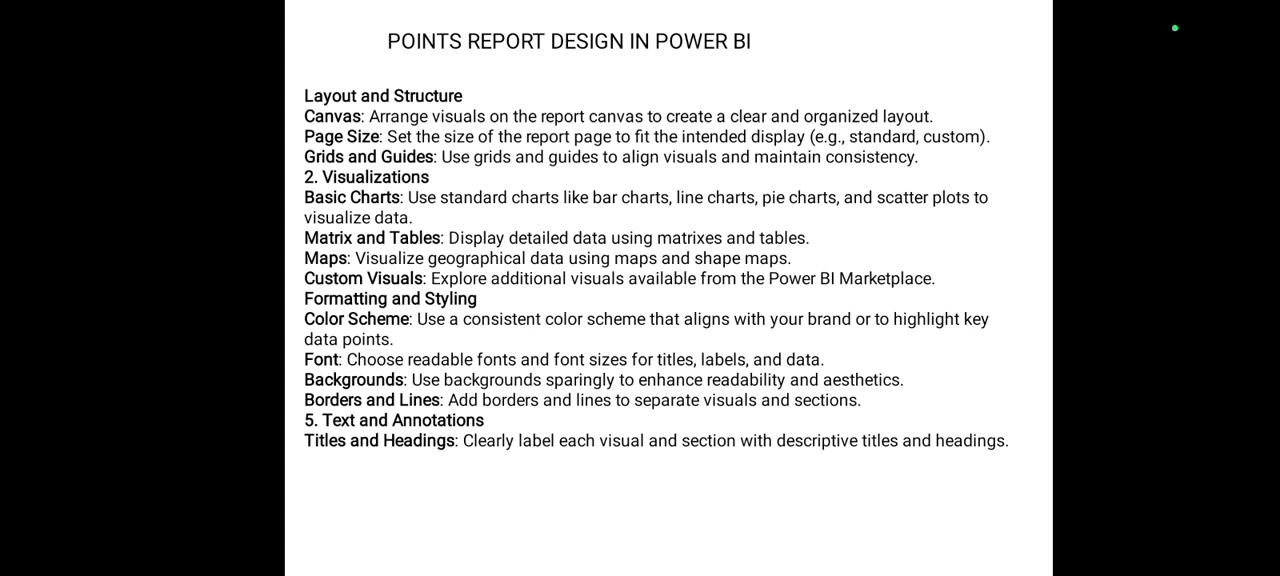 POINTS REPORT DESIGN IN POWER BI
Layout and Structure
Canvas: Arrange visuals on the report canvas to create a clear and organized layout.
Page Size: Set the size of the report page to fit the intended display (e.g., standard, custom).
Grids and Guides: Use grids and guides to align visuals and maintain consistency.
2. Visualizations
Basic Charts: Use standard charts like bar charts, line charts, pie charts, and scatter plots to
visualize data.
Matrix and Tables: Display detailed data using matrixes and tables.
Maps: Visualize geographical data using maps and shape maps.
Custom Visuals: Explore additional visuals available from the Power BI Marketplace.
Formatting and Styling
Color Scheme: Use a consistent color scheme that aligns with your brand or to highlight key
data points.
Font: Choose readable fonts and font sizes for titles, labels, and data.
Backgrounds: Use backgrounds sparingly to enhance readability and aesthetics.
Borders and Lines: Add borders and lines to separate visuals and sections.
5. Text and Annotations
Titles and Headings: Clearly label each visual and section with descriptive titles and headings.